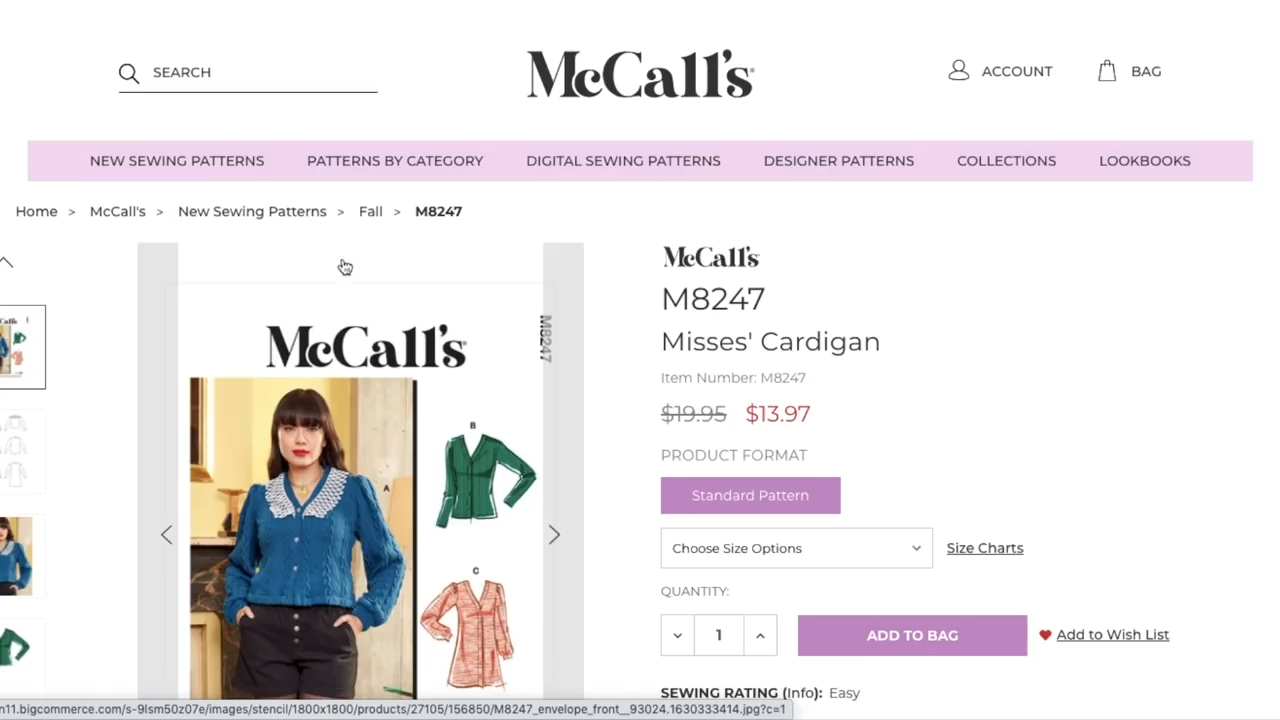 SEARCH
McCall's
ACCOUNT
BAG
NEW SEWING PATTERNS
PATTERNS BY CATEGORY
DIGITAL SEWING PATTERNS
DESIGNER PATTERNS
COLLECTIONS
LOOKBOOKS
Home > McCall's > New Sewing Patterns > Fall > M8247
McCall's
M8247
A
B
C
McCall's
M8247
Misses' Cardigan
Item Number: M8247
$19.95 $13.97
PRODUCT FORMAT
Standard Pattern
Choose Size Options
Size Charts
QUANTITY:
1
ADD TO BAG
Add to Wish List
SEWING RATING (Info): Easy
n11.bigcommerce.com/s-9lsm50z07e/images/stencil/1800x1800/products/27105/156850/M8247_envelope_front__93024.1630333414.jpg?c=1